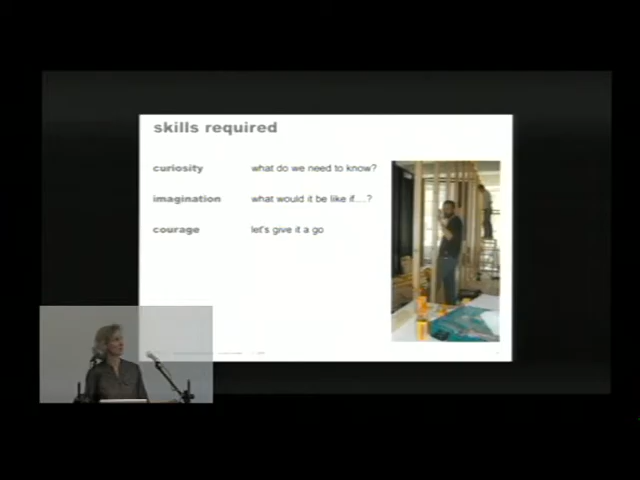 skills required
curiosity what do we need to know?
imagination what would it be like if....?
courage let's give it a go